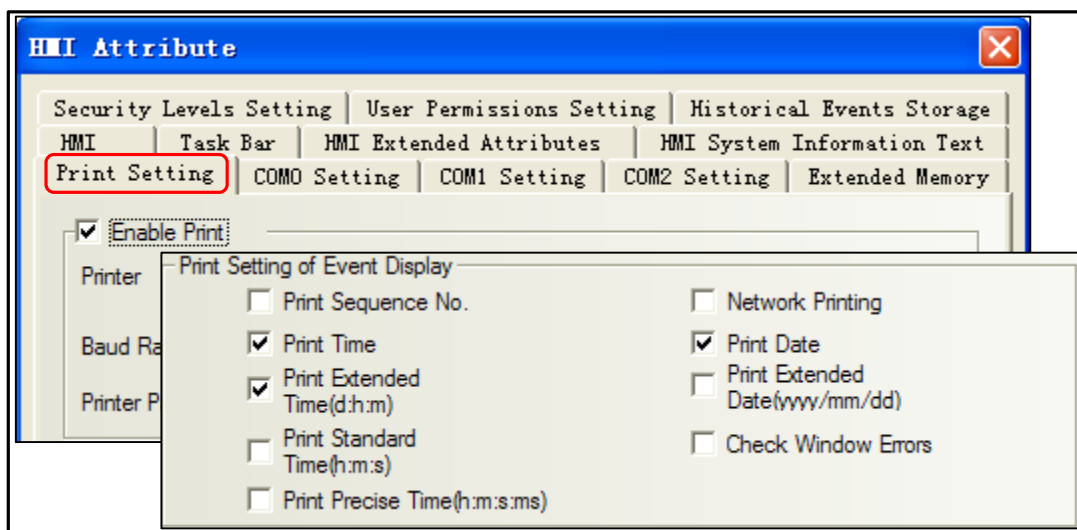 HMI Attribute
Security Levels Setting User Permissions Setting Historical Events Storage
HMI Task Bar HMI Extended Attributes HMI System Information Text
Print Setting COM0 Setting COM1 Setting COM2 Setting Extended Memory
Enable Print
Printer
Baud Ra
Printer P
Print Setting of Event Display
Print Sequence No. Network Printing
Print Time Print Date
Print Extended
Time(d:h:m)
Print Extended
Date(yyyy/mm/dd)
Print Standard
Time(h:m:s)
Check Window Errors
Print Precise Time(h:m:s:ms)